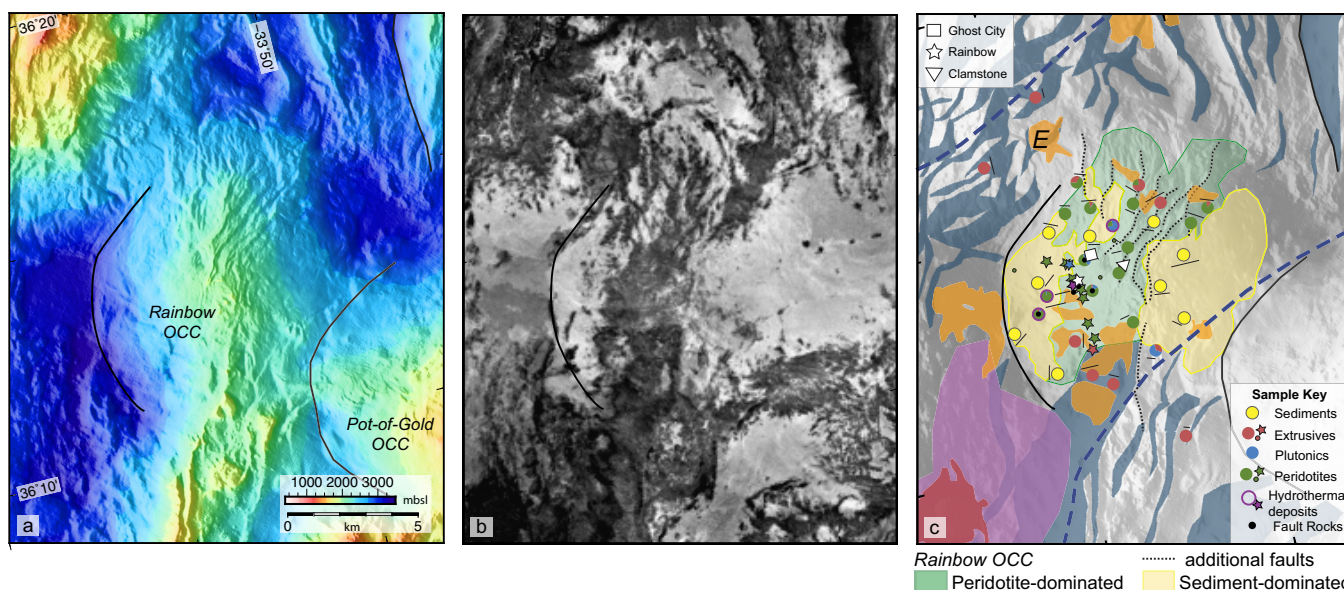 36˚20'
-33˚50'
Rainbow
OCC
Pot-of-Gold
OCC
36˚10'
1000 2000 3000
mbsl
0 5
km
a
b
Ghost City
Rainbow
Clamstone
E
Sample Key
Sediments
Extrusives
Plutonics
Peridotites
Hydrotherma
deposits
Fault Rocks
c
Rainbow OCC
additional faults
Peridotite-dominated
Sediment-dominated